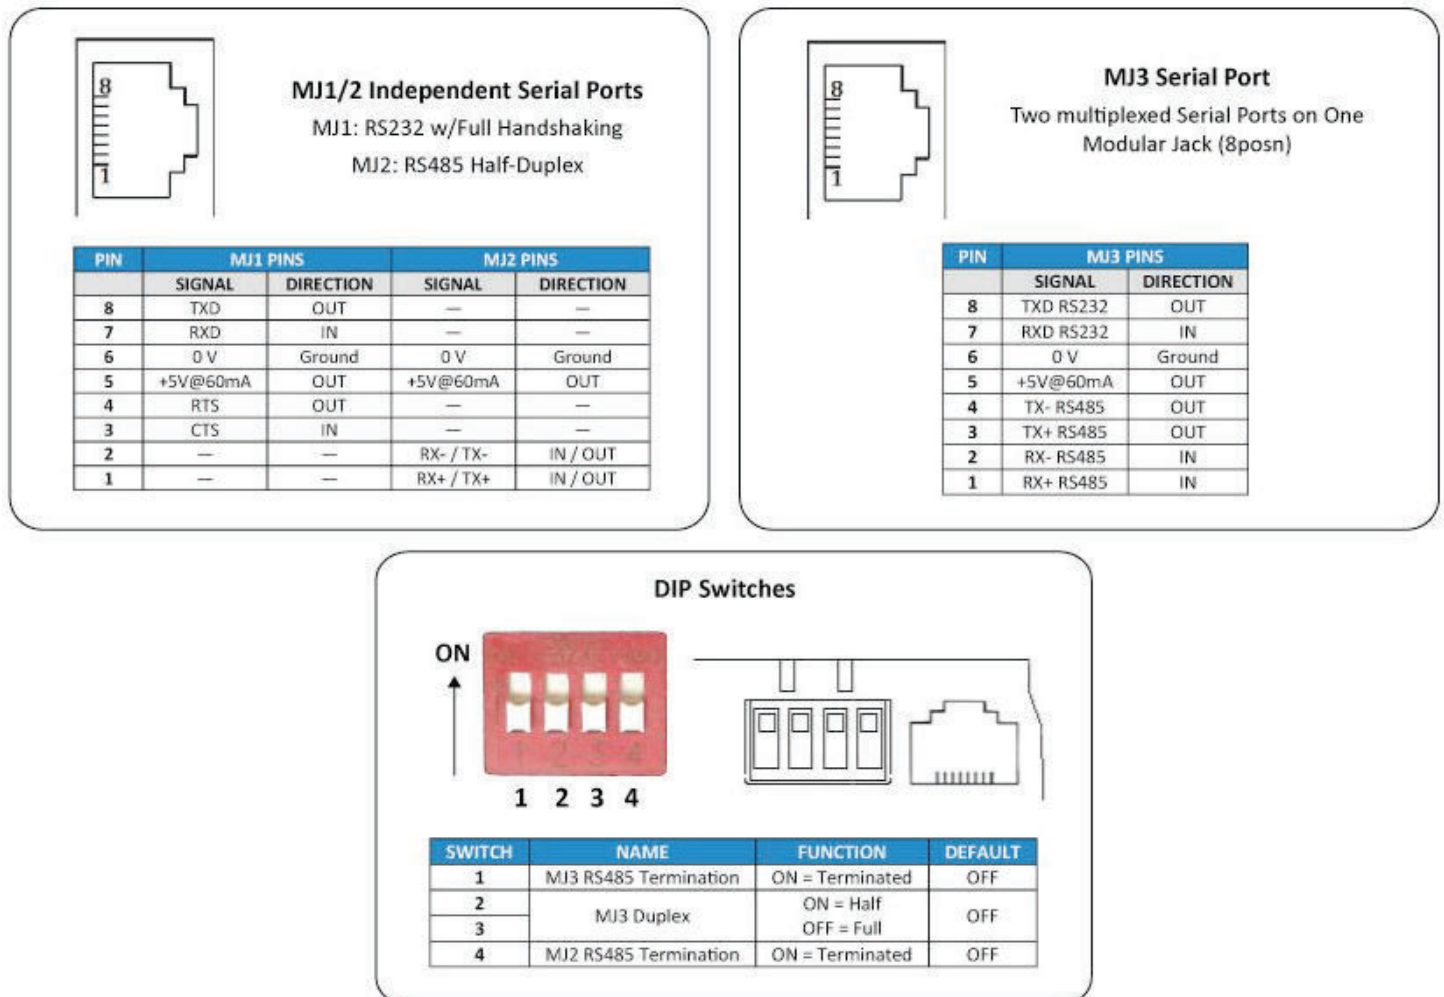 8
1
MJ1/2 Independent Serial Ports
MJ1: RS232 w/Full Handshaking
MJ2: RS485 Half-Duplex
PIN MJ1 PINS MJ2 PINS
SIGNAL DIRECTION SIGNAL DIRECTION
8 TXD OUT — —
7 RXD IN — —
6 0 V Ground 0 V Ground
5 +5V@60mA OUT +5V@60mA OUT
4 RTS OUT — —
3 CTS IN — —
2 — — RX- / TX- IN / OUT
1 — — RX+ / TX+ IN / OUT
8
1
MJ3 Serial Port
Two multiplexed Serial Ports on One
Modular Jack (8posn)
PIN MJ3 PINS
SIGNAL DIRECTION
8 TXD RS232 OUT
7 RXD RS232 IN
6 0 V Ground
5 +5V@60mA OUT
4 TX- RS485 OUT
3 TX+ RS485 OUT
2 RX- RS485 IN
1 RX+ RS485 IN
DIP Switches
ON
1 2 3 4
1 2 3 4
SWITCH NAME FUNCTION DEFAULT
1 MJ3 RS485 Termination ON = Terminated OFF
2 MJ3 Duplex ON = Half OFF
3 OFF = Full
4 MJ2 RS485 Termination ON = Terminated OFF